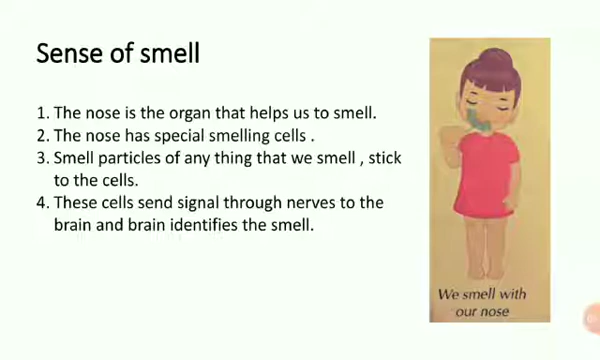 Sense of smell
1. The nose is the organ that helps us to smell.
2. The nose has special smelling cells .
3. Smell particles of any thing that we smell , stick
to the cells.
4. These cells send signal through nerves to the
brain and brain identifies the smell.
We smell with
our nose